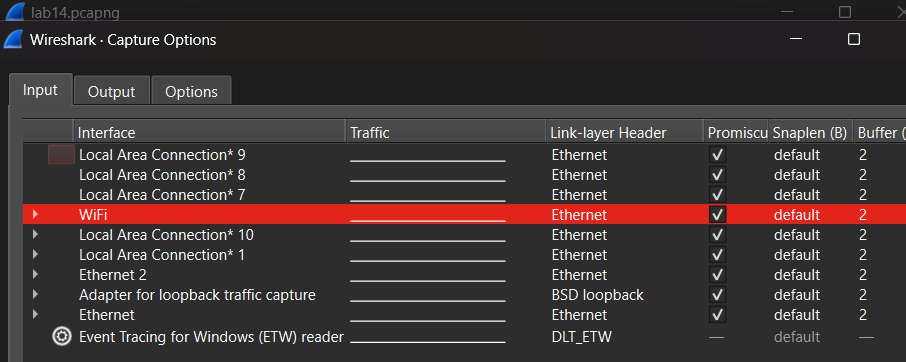 lab14.pcapng
Wireshark · Capture Options
Input Output Options
Interface Traffic Link-layer Header Promiscu Snaplen (B) Buffer (
Local Area Connection* 9 Ethernet default 2
Local Area Connection* 8 Ethernet default 2
Local Area Connection* 7 Ethernet default 2
WiFi Ethernet default 2
Local Area Connection* 10 Ethernet default 2
Local Area Connection* 1 Ethernet default 2
Ethernet 2 Ethernet default 2
Adapter for loopback traffic capture BSD loopback default 2
Ethernet Ethernet default 2
Event Tracing for Windows (ETW) reader DLT_ETW — default —